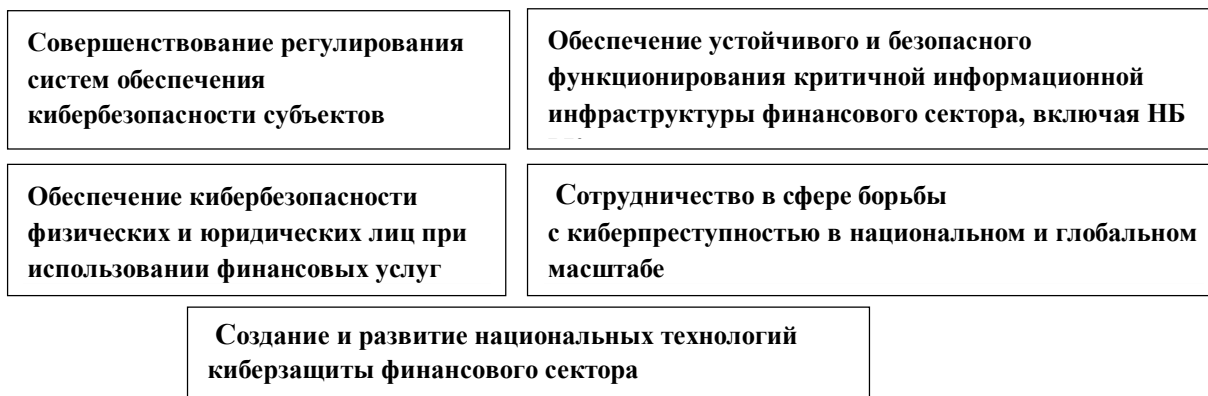 Совершенствование регулирования
систем обеспечения
кибербезопасности субъектов
Обеспечение устойчивого и безопасного
функционирования критичной информационной
инфраструктуры финансового сектора, включая НБ
Обеспечение кибербезопасности
физических и юридических лиц при
использовании финансовых услуг
Сотрудничество в сфере борьбы
с киберпреступностью в национальном и глобальном
масштабе
Создание и развитие национальных технологий
киберзащиты финансового сектора